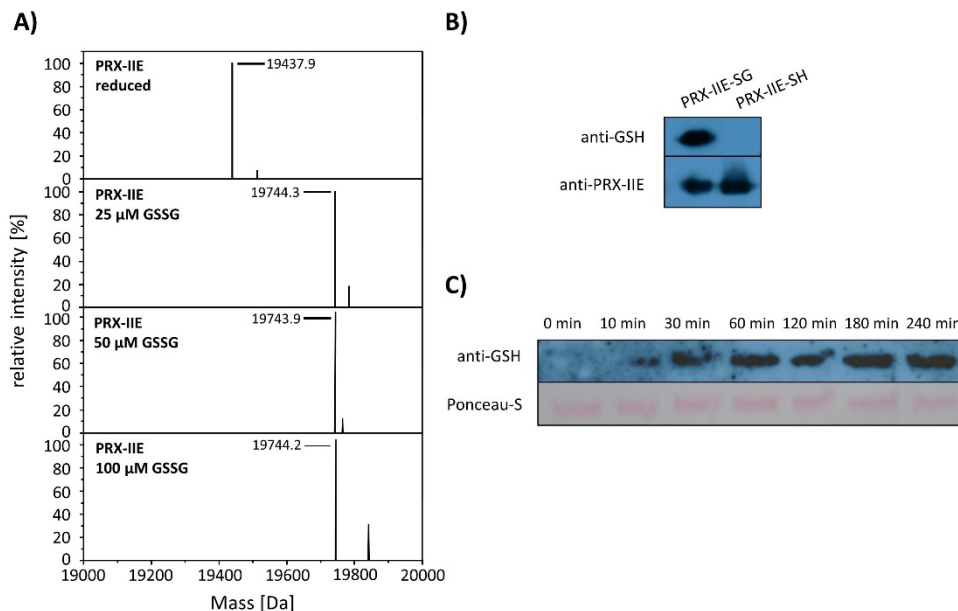 A)
PRX-IIE
reduced
19437.9
100
80
60
40
20
0
PRX-IIE
25 µM GSSG
19744.3
100
80
60
40
20
0
PRX-IIE
50 µM GSSG
19743.9
100
80
60
40
20
0
PRX-IIE
100 µM GSSG
19744.2
100
80
60
40
20
0
relative intensity [%]
19000 19200 19400 19600 19800 20000
Mass [Da]
B)
PRX-IIE-SG PRX-IIE-SH
anti-GSH
anti-PRX-IIE
C)
0 min 10 min 30 min 60 min 120 min 180 min 240 min
anti-GSH
Ponceau-S